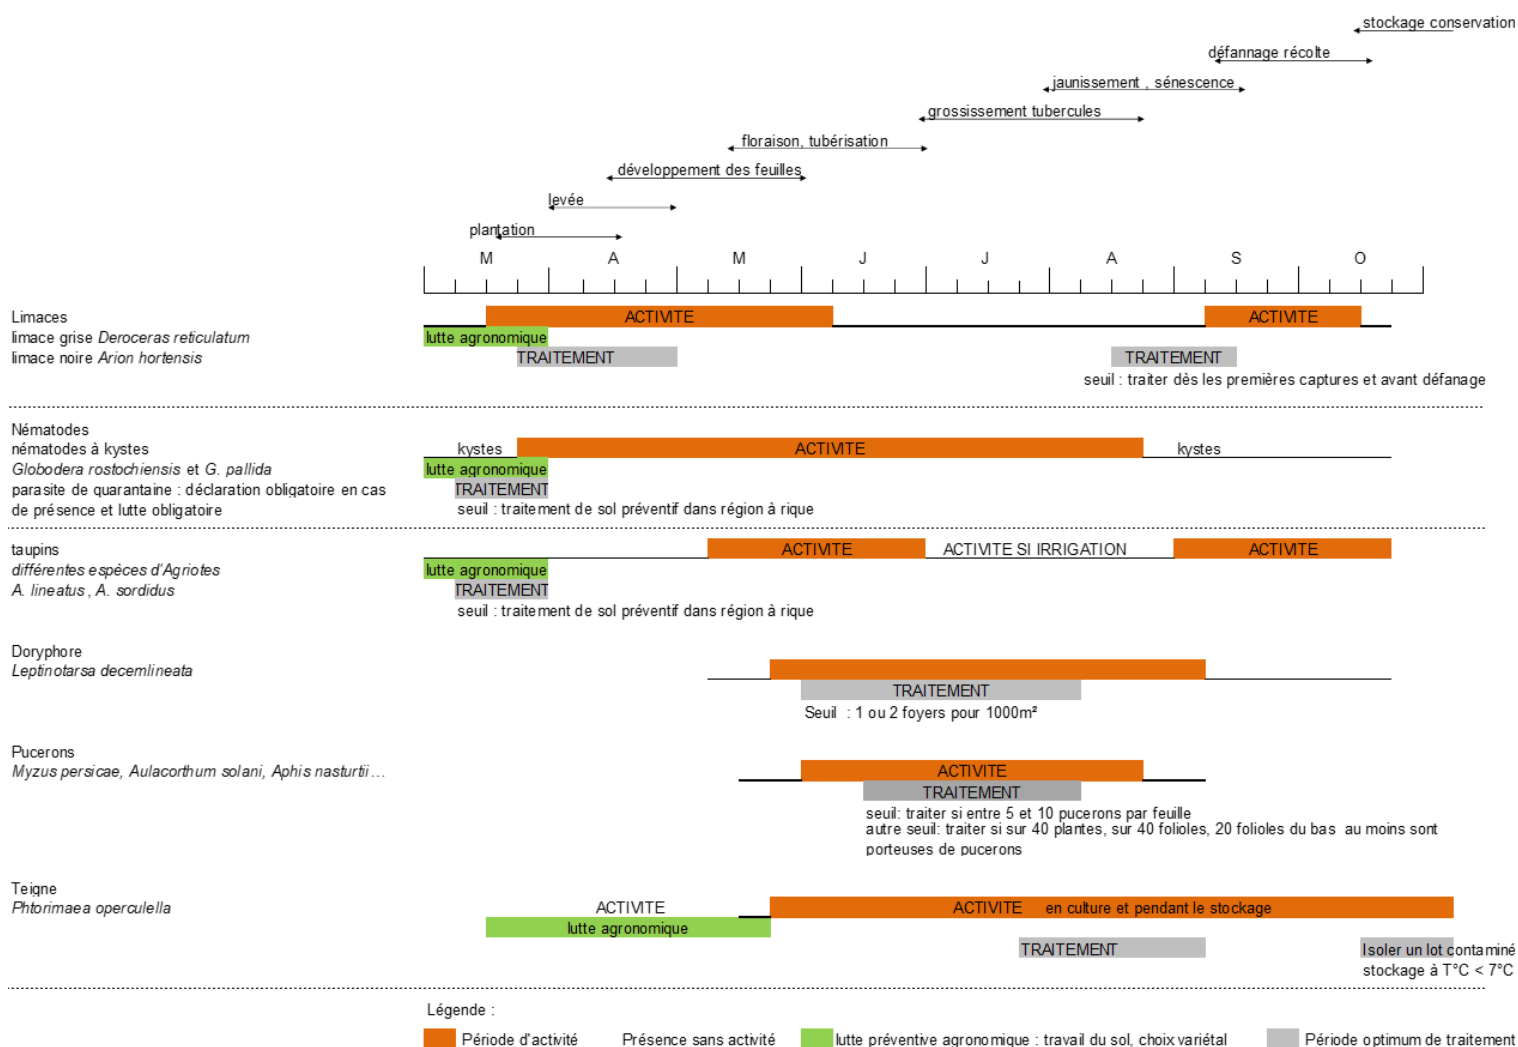 stockage conservation
défannage récolte
jaunissement , sénescence
grossissement tubercules
floraison, tubérisation
développement des feuilles
levée
plantation
M A M J J A S O
Limaces
ACTIVITE ACTIVITE
limace grise Deroceras reticulatum
lutte agronomique
limace noire Arion hortensis
TRAITEMENT TRAITEMENT
seuil : traiter dès les premières captures et avant défanage
Nématodes
nématodes à kystes
kystes ACTIVITE kystes
Globodera rostochiensis et G. pallida
lutte agronomique
parasite de quarantaine : déclaration obligatoire en cas
TRAITEMENT
de présence et lutte obligatoire
seuil : traitement de sol préventif dans région à rique
taupins
ACTIVITE ACTIVITE SI IRRIGATION ACTIVITE
différentes espèces d'Agriotes
lutte agronomique
A. lineatus , A. sordidus
TRAITEMENT
seuil : traitement de sol préventif dans région à rique
Doryphore
Leptinotarsa decemlineata
TRAITEMENT
Seuil : 1 ou 2 foyers pour 1000m²
Pucerons
Myzus persicae, Aulacorthum solani, Aphis nasturtii...
ACTIVITE
TRAITEMENT
seuil: traiter si entre 5 et 10 pucerons par feuille
autre seuil: traiter si sur 40 plantes, sur 40 folioles, 20 folioles du bas au moins sont
porteuses de pucerons
Teigne
Phtorimaea operculella
ACTIVITE ACTIVITE en culture et pendant le stockage
lutte agronomique
TRAITEMENT Isoler un lot contaminé
stockage à T°C < 7°C
Légende :
Période d'activité Présence sans activité lutte préventive agronomique : travail du sol, choix variétal Période optimum de traitement